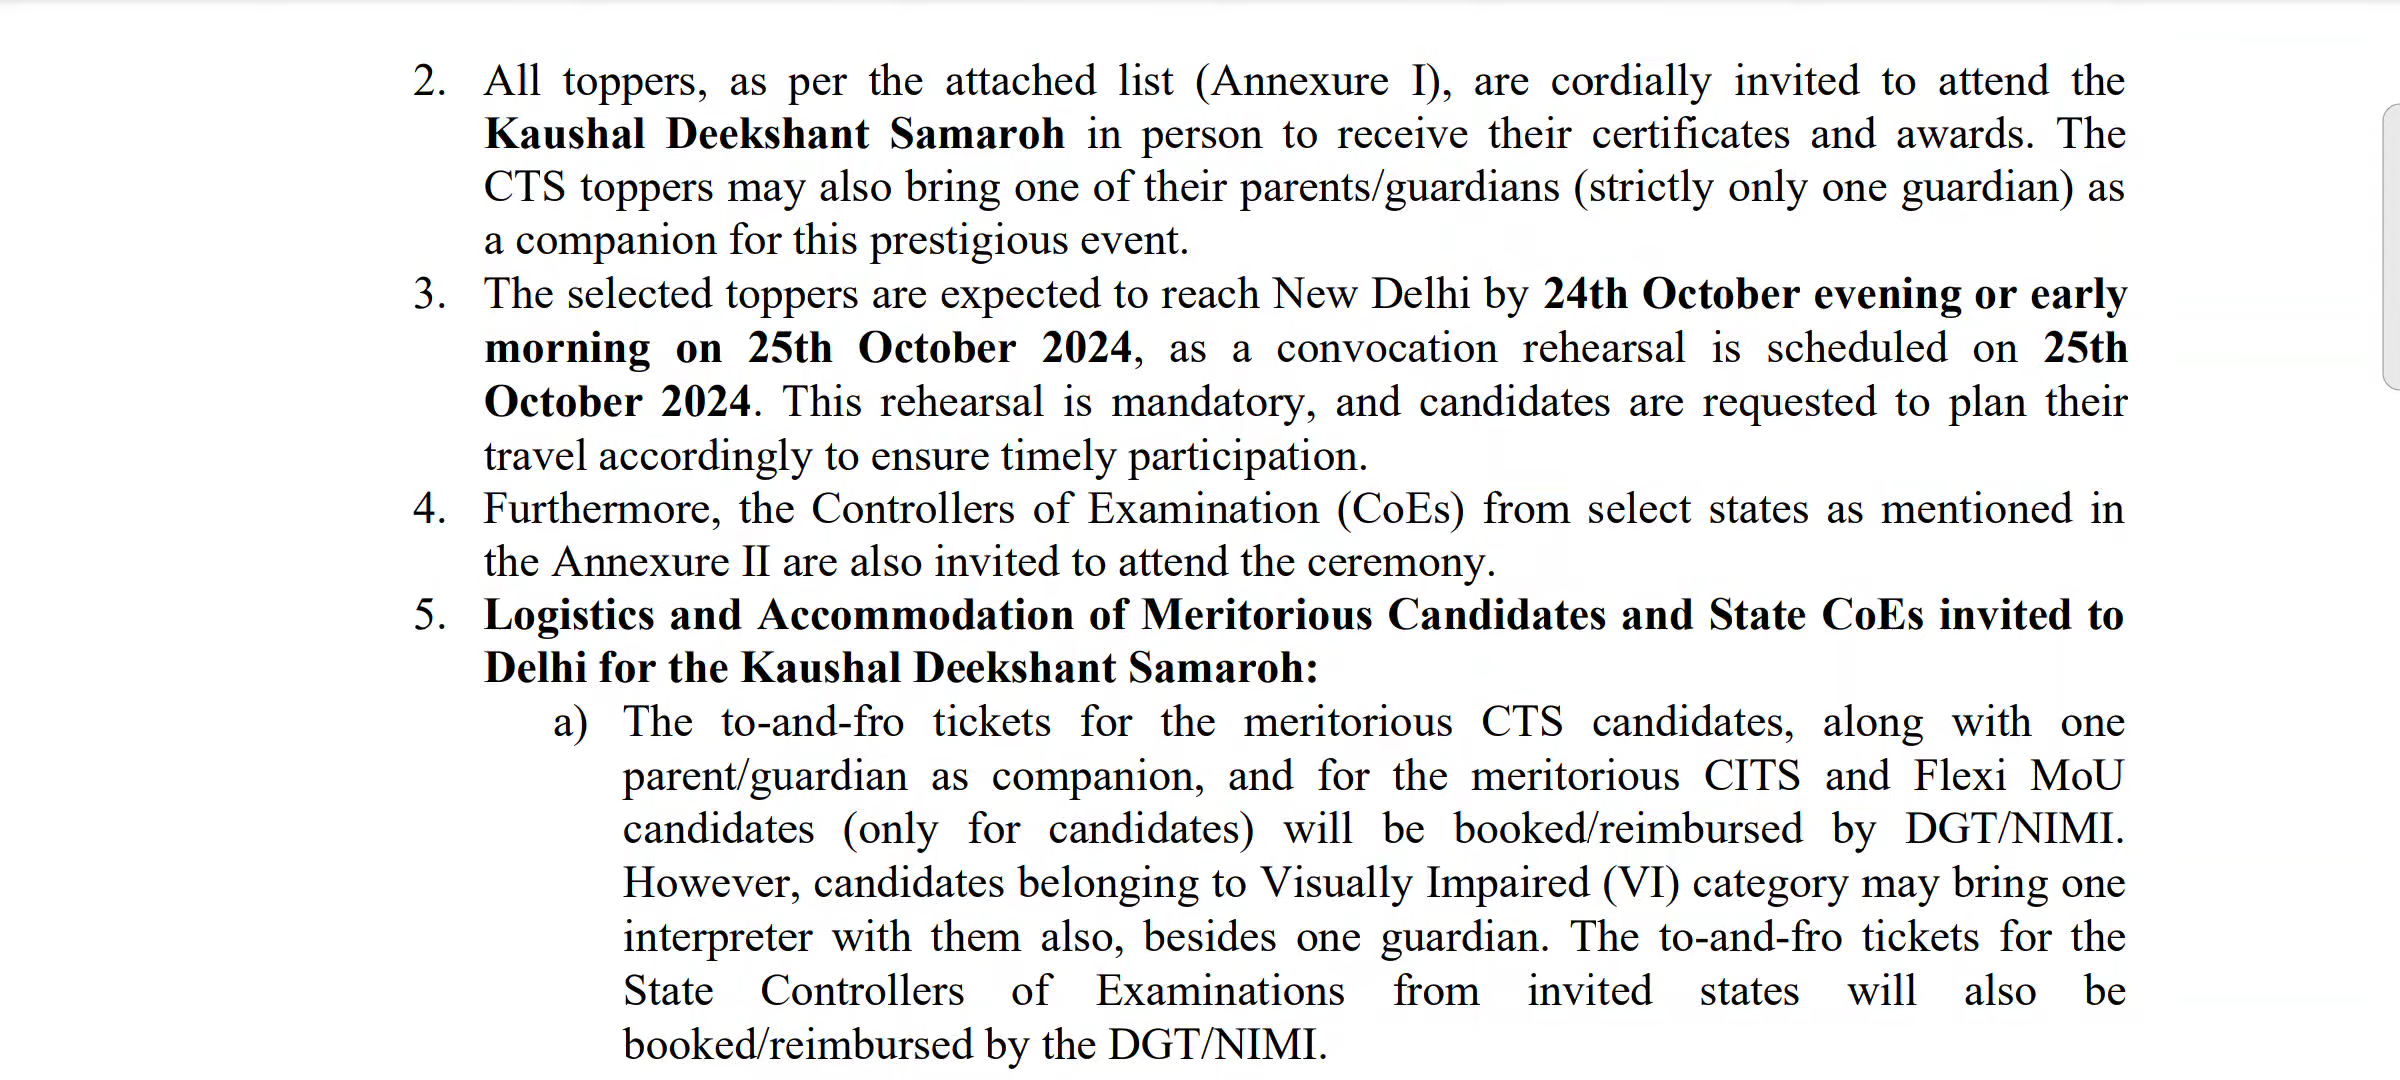 2. All toppers, as per the attached list (Annexure I), are cordially invited to attend the
Kaushal Deekshant Samaroh in person to receive their certificates and awards. The
CTS toppers may also bring one of their parents/guardians (strictly only one guardian) as
a companion for this prestigious event.
3. The selected toppers are expected to reach New Delhi by 24th October evening or early
morning on 25th October 2024, as a convocation rehearsal is scheduled on 25th
October 2024. This rehearsal is mandatory, and candidates are requested to plan their
travel accordingly to ensure timely participation.
4. Furthermore, the Controllers of Examination (CoEs) from select states as mentioned in
the Annexure II are also invited to attend the ceremony.
5. Logistics and Accommodation of Meritorious Candidates and State CoEs invited to
Delhi for the Kaushal Deekshant Samaroh:
a) The to-and-fro tickets for the meritorious CTS candidates, along with one
parent/guardian as companion, and for the meritorious CITS and Flexi MoU
candidates (only for candidates) will be booked/reimbursed by DGT/NIMI.
However, candidates belonging to Visually Impaired (VI) category may bring one
interpreter with them also, besides one guardian. The to-and-fro tickets for the
State Controllers of Examinations from invited states will also be
booked/reimbursed by the DGT/NIMI.